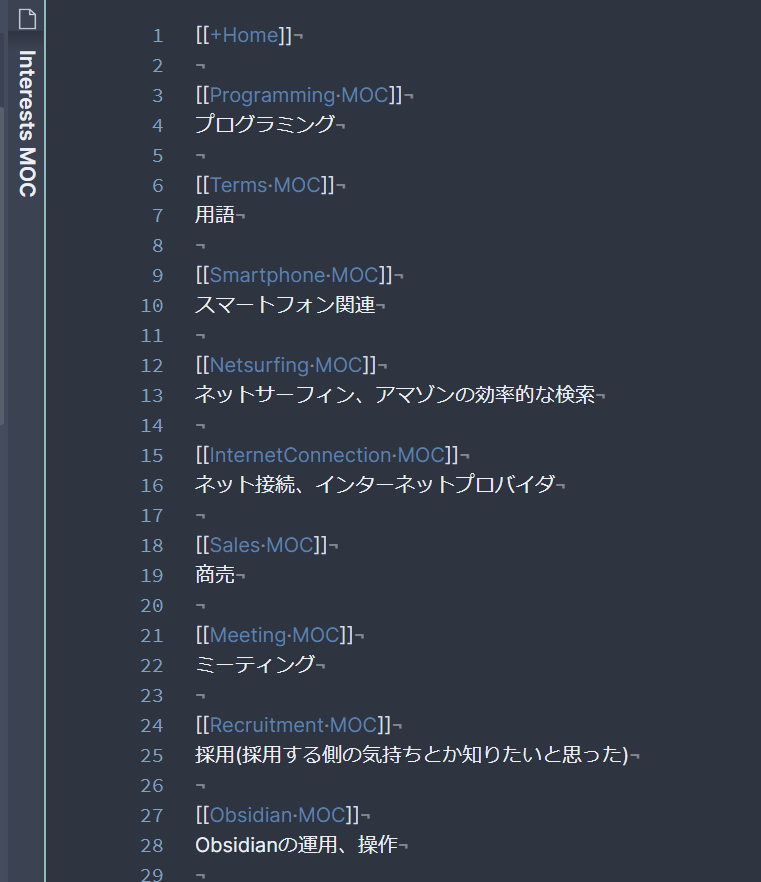 Interests MOC
1 [[+Home]]¬
2 ¬
3 [[Programming·MOC]]¬
4 プログラミング¬
5 ¬
6 [[Terms·MOC]]¬
7 用語¬
8 ¬
9 [[Smartphone·MOC]]¬
10 スマートフォン関連¬
11 ¬
12 [[Netsurfing·MOC]]¬
13 ネットサーフィン、アマゾンの効率的な検索¬
14 ¬
15 [[InternetConnection·MOC]]¬
16 ネット接続、インターネットプロバイダ¬
17 ¬
18 [[Sales·MOC]]¬
19 商売¬
20 ¬
21 [[Meeting·MOC]]¬
22 ミーティング¬
23 ¬
24 [[Recruitment·MOC]]¬
25 採用(採用する側の気持ちとか知りたいと思った)¬
26 ¬
27 [[Obsidian·MOC]]¬
28 Obsidianの運用、操作¬
29 ¬